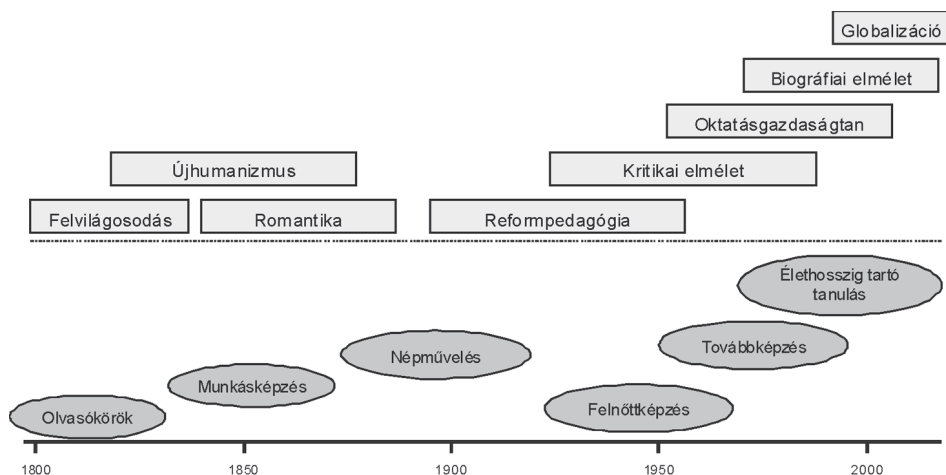 Globalizáció
Biográfiai elmélet
Oktatásgazdaságtan
Újhumanizmus
Kritikai elmélet
Felvilágosodás
Romantika
Reformpedagógia
Élethosszig tartó
tanulás
Továbbképzés
Népművelés
Munkásképzés
Felnőttképzés
Olvasókörök
1800
1850
1900
1950
2000